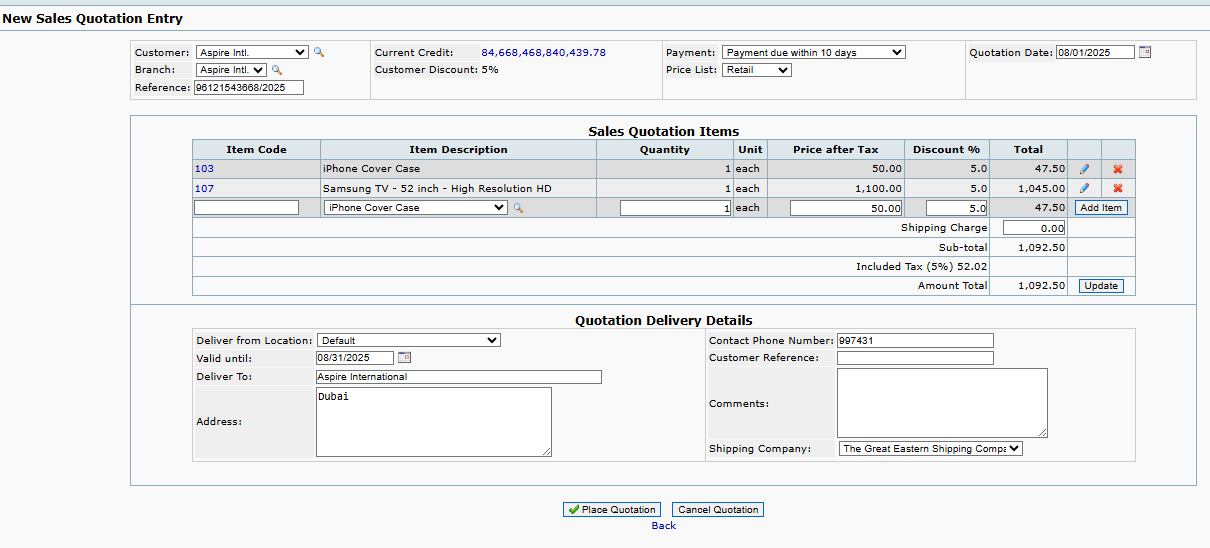 New Sales Quotation Entry
Customer: Aspire Intl. Current Credit: 84,668,468,840,439.78 Payment: Payment due within 10 days Quotation Date: 08/01/2025
Branch: Aspire Intl. Customer Discount: 5% Price List: Retail
Reference: 96121543668/2025
Sales Quotation Items
Item Code Item Description Quantity Unit Price after Tax Discount % Total
103 iPhone Cover Case 1 each 50.00 5.0 47.50
107 Samsung TV - 52 inch - High Resolution HD 1 each 1,100.00 5.0 1,045.00
iPhone Cover Case 1 each 50.00 5.0 47.50 Add Item
Shipping Charge 0.00
Sub-total 1,092.50
Included Tax (5%) 52.02
Amount Total 1,092.50 Update
Quotation Delivery Details
Deliver from Location: Default Contact Phone Number: 997431
Valid until: 08/31/2025 Customer Reference:
Deliver To: Aspire International
Address: Dubai Comments:
Shipping Company: The Great Eastern Shipping Compa
Place Quotation Cancel Quotation
Back